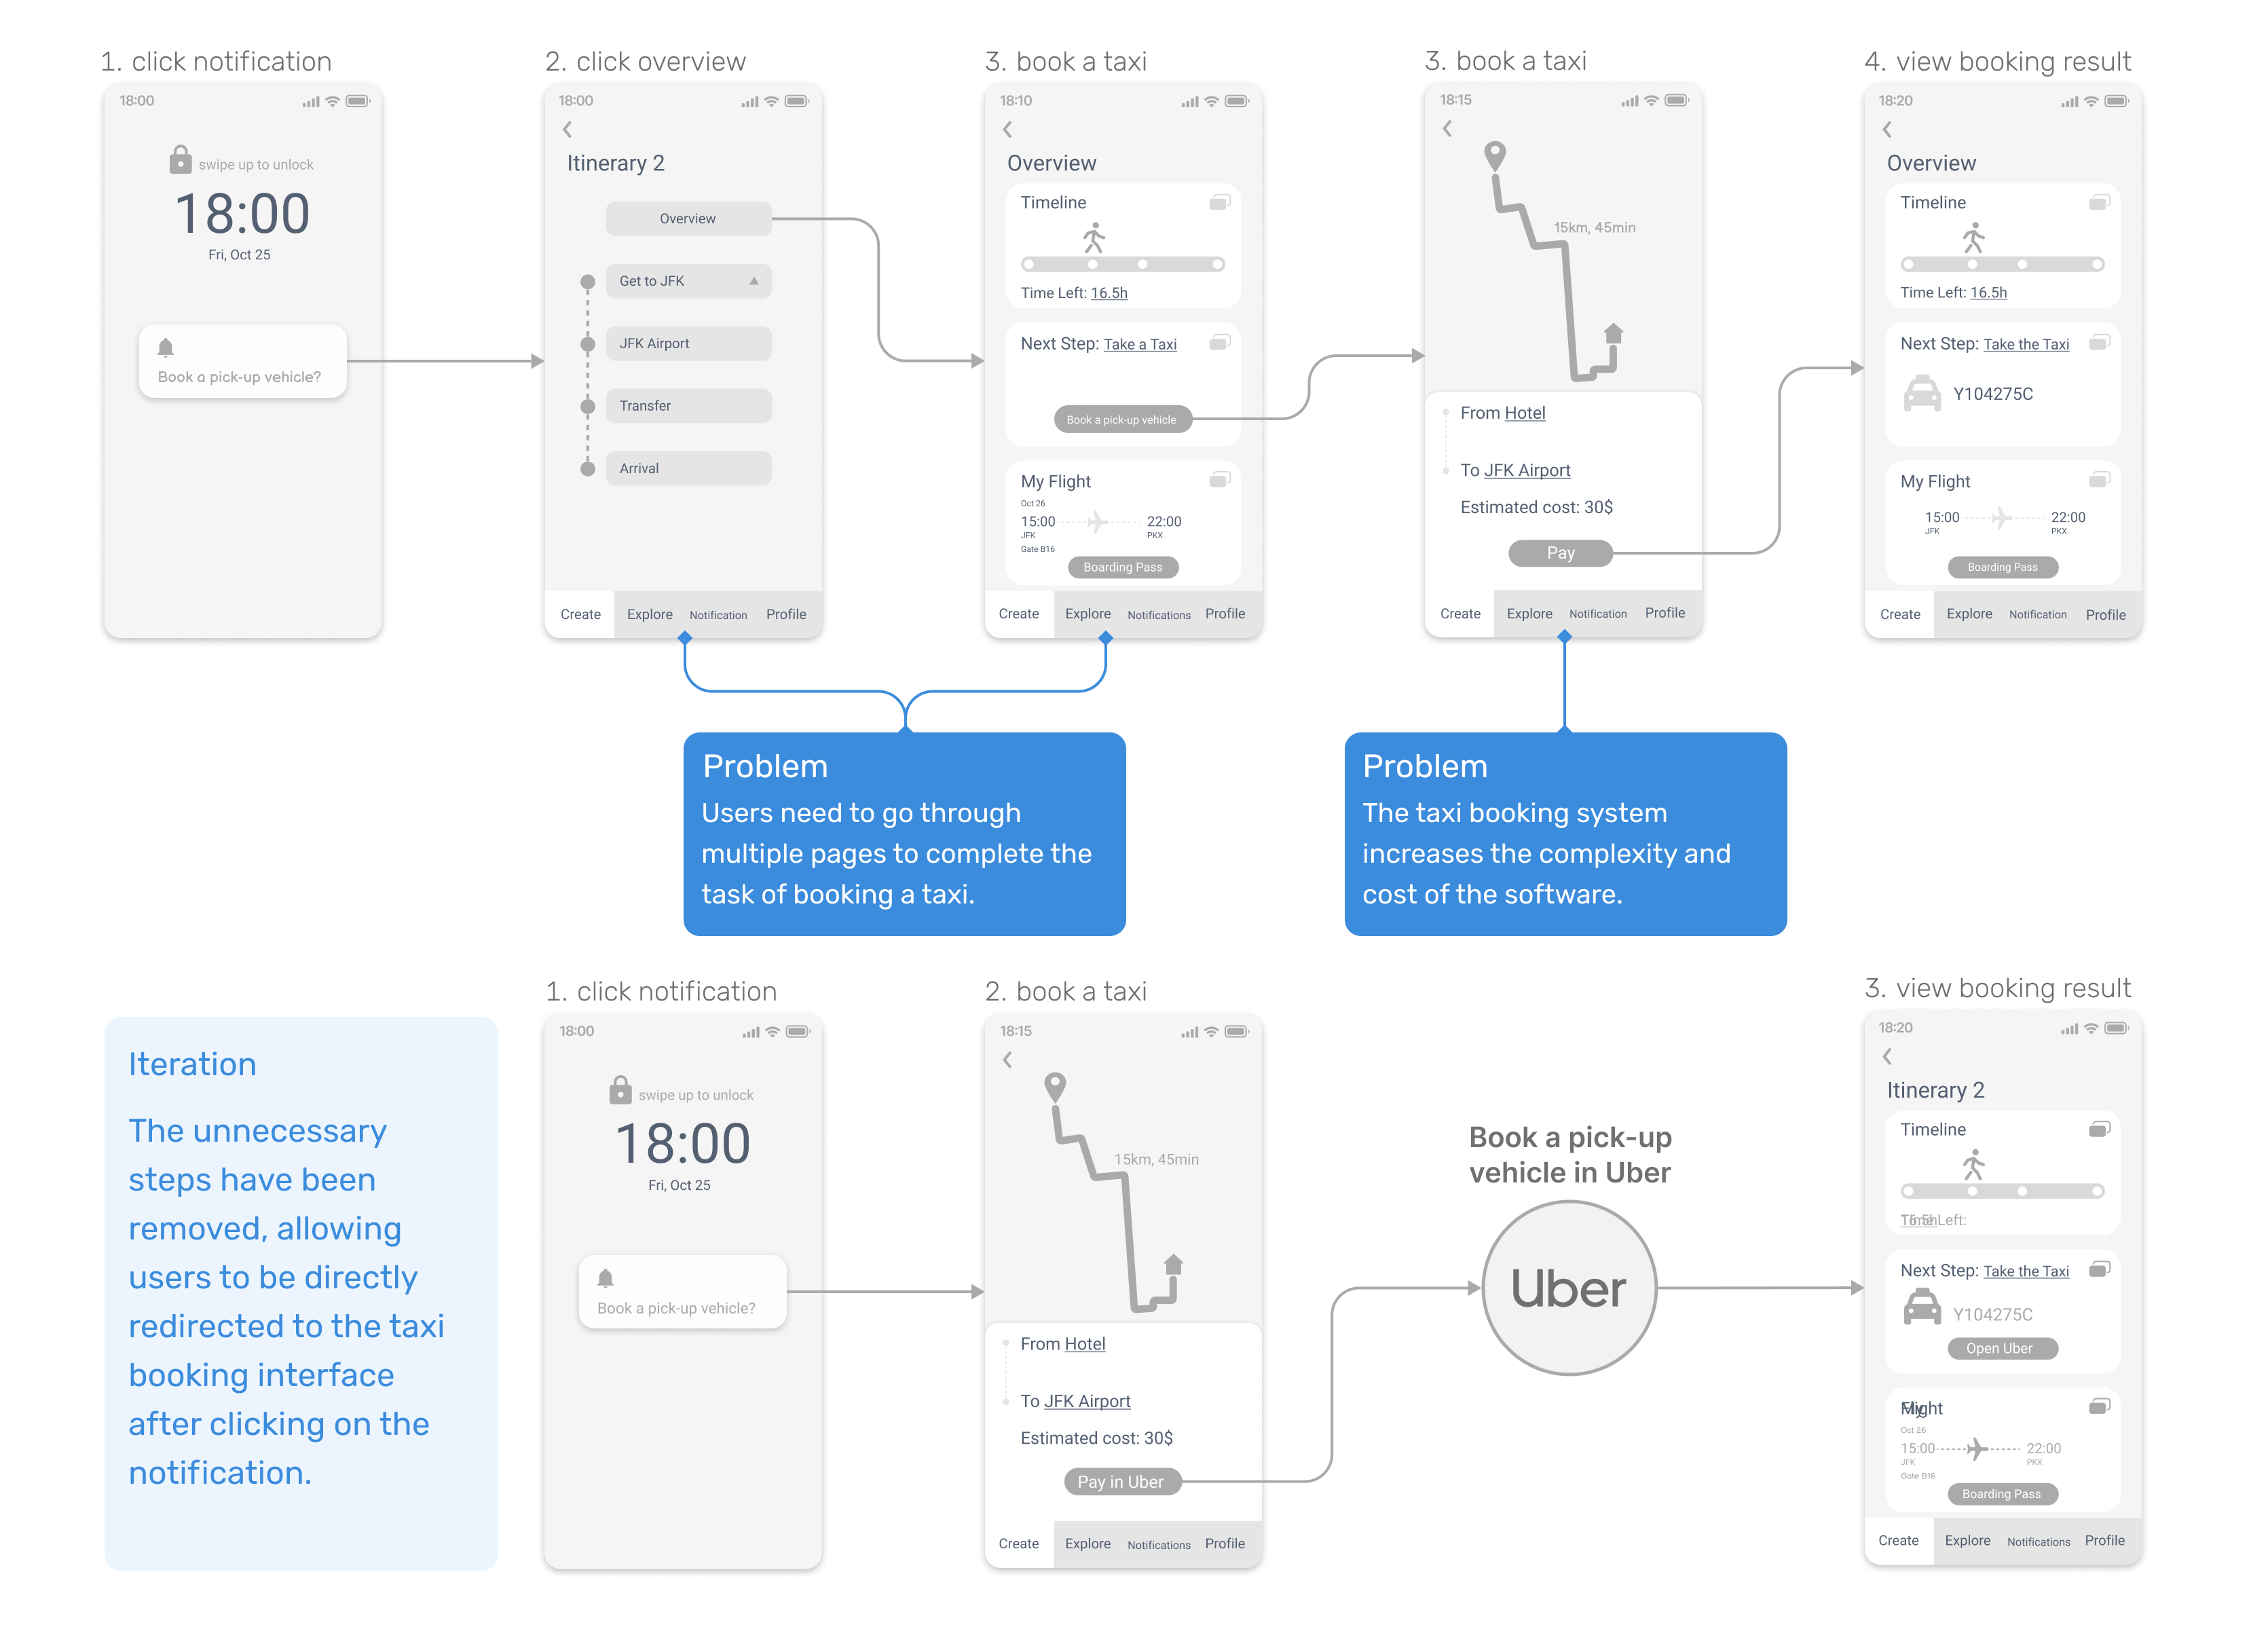 1. click notification
18:00
swipe up to unlock
18:00
Fri, Oct 25
Book a pick-up vehicle?
2. click overview
18:00
Itinerary 2
Overview
Get to JFK
JFK Airport
Transfer
Arrival
Create Explore Notification Profile
3. book a taxi
18:10
Overview
Timeline
Time Left: 16.5h
Next Step: Take a Taxi
Book a pick-up vehicle
My Flight
Oct 26
15:00 22:00
JFK PKX
Gate B16
Boarding Pass
Create Explore Notifications Profile
3. book a taxi
18:15
15km, 45min
From Hotel
To JFK Airport
Estimated cost: 30$
Pay
Create Explore Notification Profile
4. view booking result
18:20
Overview
Timeline
Time Left: 16.5h
Next Step: Take the Taxi
Y104275C
My Flight
15:00 22:00
JFK PKX
Boarding Pass
Create Explore Notification Profile
Problem
Users need to go through
multiple pages to complete the
task of booking a taxi.
Problem
The taxi booking system
increases the complexity and
cost of the software.
Iteration
The unnecessary
steps have been
removed, allowing
users to be directly
redirected to the taxi
booking interface
after clicking on the
notification.
1. click notification
18:00
swipe up to unlock
18:00
Fri, Oct 25
Book a pick-up vehicle?
2. book a taxi
18:15
15km, 45min
From Hotel
To JFK Airport
Estimated cost: 30$
Pay in Uber
Create Explore Notifications Profile
Book a pick-up
vehicle in Uber
Uber
3. view booking result
18:20
Itinerary 2
Timeline
Left:
Next Step: Take the Taxi
Y104275C
Open Uber
Flight
Oct 26
15:00 22:00
JFK PKX
Gate B16
Boarding Pass
Create Explore Notifications Profile